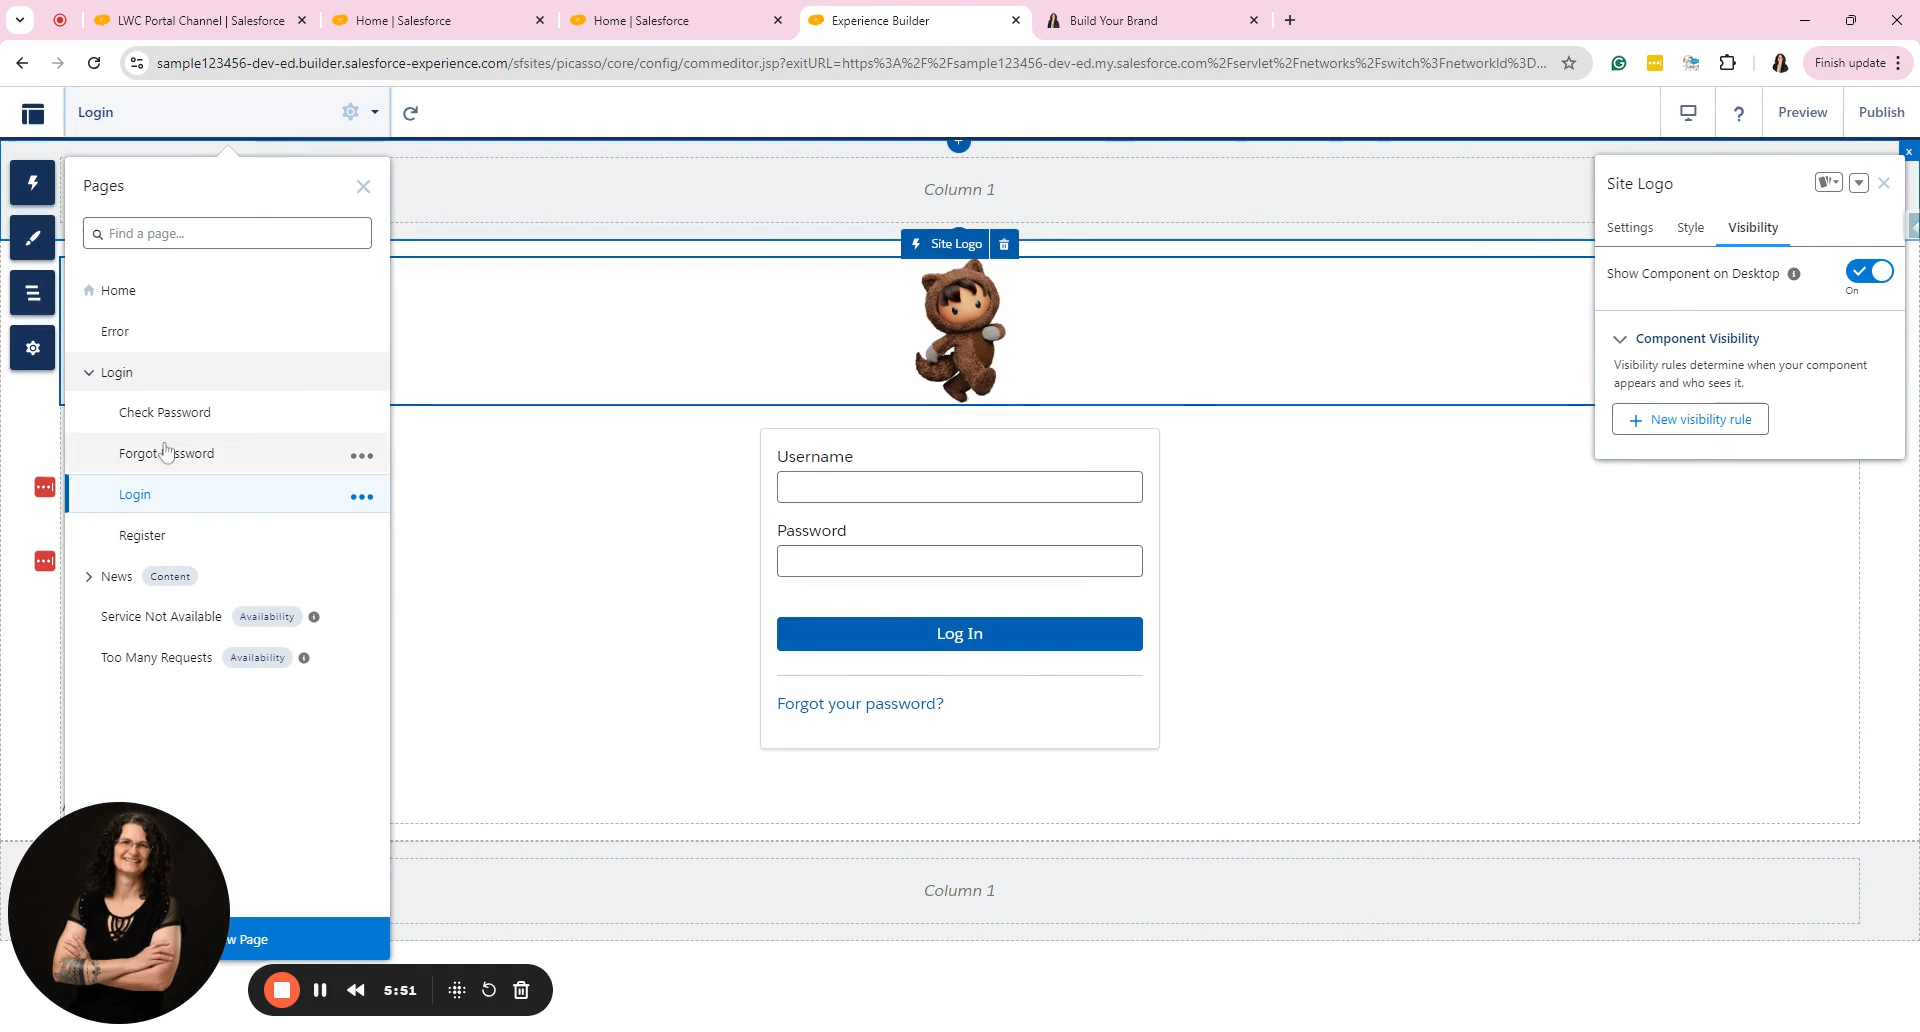 LWC Portal Channel | Salesforce
Home | Salesforce
Home | Salesforce
Experience Builder
Build Your Brand
sample123456-dev-ed.builder.salesforce-experience.com/sfsites/picasso/core/config/commeditor.jsp?exitURL=https%3A%2F%2Fsample123456-dev-ed.my.salesforce.com%2Fservlet%2Fnetworks%2Fswitch%3FnetworkId%3D...
Finish update
Login
?
Preview
Publish
Pages
Find a page...
Home
Error
Login
Check Password
Forgot ssword
Login
Register
News Content
Service Not Available Availability
Too Many Requests Availability
w Page
Column 1
Site Logo
Username
Password
Log In
Forgot your password?
Column 1
Site Logo
Settings Style Visibility
Show Component on Desktop
On
Component Visibility
Visibility rules determine when your component
appears and who sees it.
New visibility rule
5:51